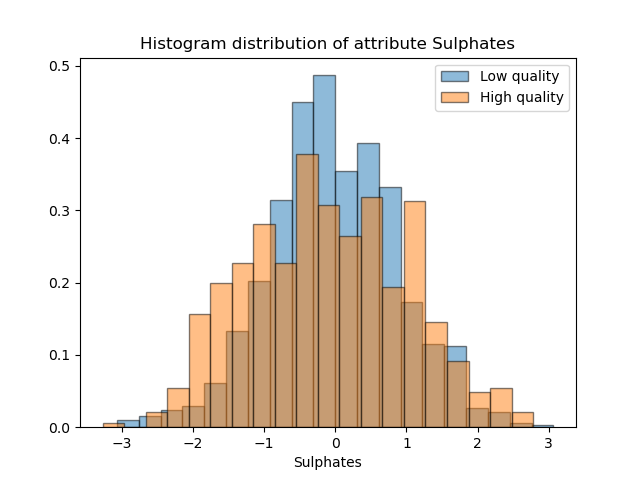 Histogram distribution of attribute Sulphates
Low quality
High quality
0.5
0.4
0.3
0.2
0.1
0.0
−3 −2 −1 0 1 2 3
Sulphates